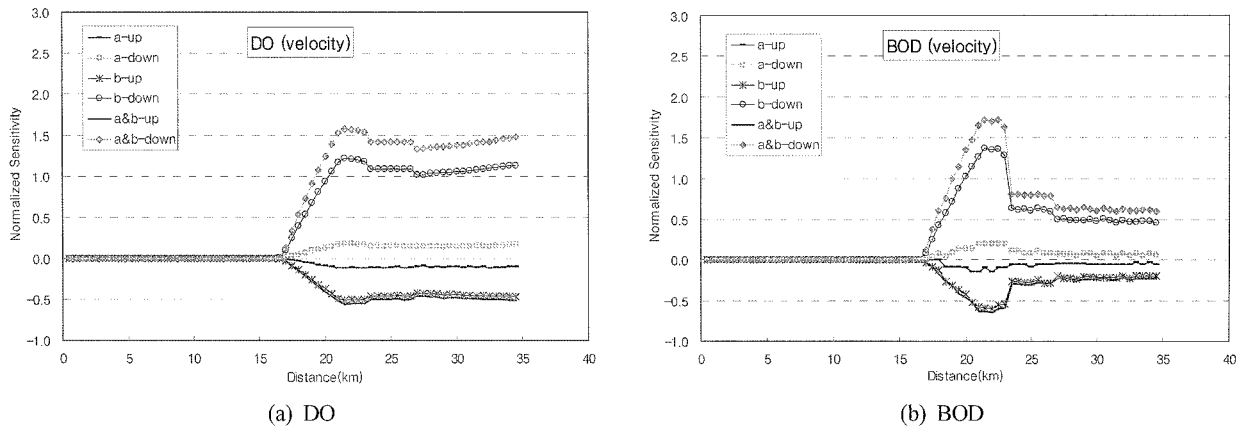 DO (velocity)
a-up
a-down
b-up
b-down
a&b-up
a&b-down
Normalized Sensitivity
3.0
2.5
2.0
1.5
1.0
0.5
0.0
-0.5
-1.0
0 5 10 15 20 25 30 35 40
Distance(km)
(a) DO
BOD (velocity)
a-up
a-down
b-up
b-down
a&b-up
a&b-down
Normalized Sensitivity
3.0
2.5
2.0
1.5
1.0
0.5
0.0
-0.5
-1.0
0 5 10 15 20 25 30 35 40
Distance(km)
(b) BOD